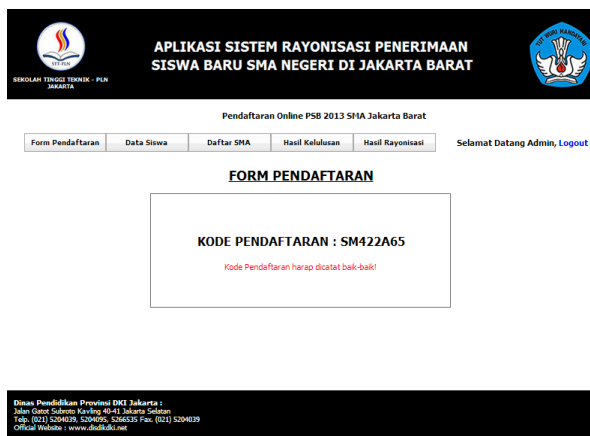 STT-PLN
SEKOLAH TINGGI TEKNIK - PLN
JAKARTA
APLIKASI SISTEM RAYONISASI PENERIMAAN
SISWA BARU SMA NEGERI DI JAKARTA BARAT
TUT WURI HANDAYANI
Pendaftaran Online PSB 2013 SMA Jakarta Barat
Form Pendaftaran Data Siswa Daftar SMA Hasil Kelulusan Hasil Rayonisasi Selamat Datang Admin, Logout
FORM PENDAFTARAN
KODE PENDAFTARAN : SM422A65
Kode Pendaftaran harap dicatat baik-baik!
Dinas Pendidikan Provinsi DKI Jakarta :
Jalan Gatot Subroto Kavling 40-41 Jakarta Selatan
Telp. (021) 5204039, 5204095, 5266535 Fax. (021) 5204039
Official Website : www.disdikdki.net